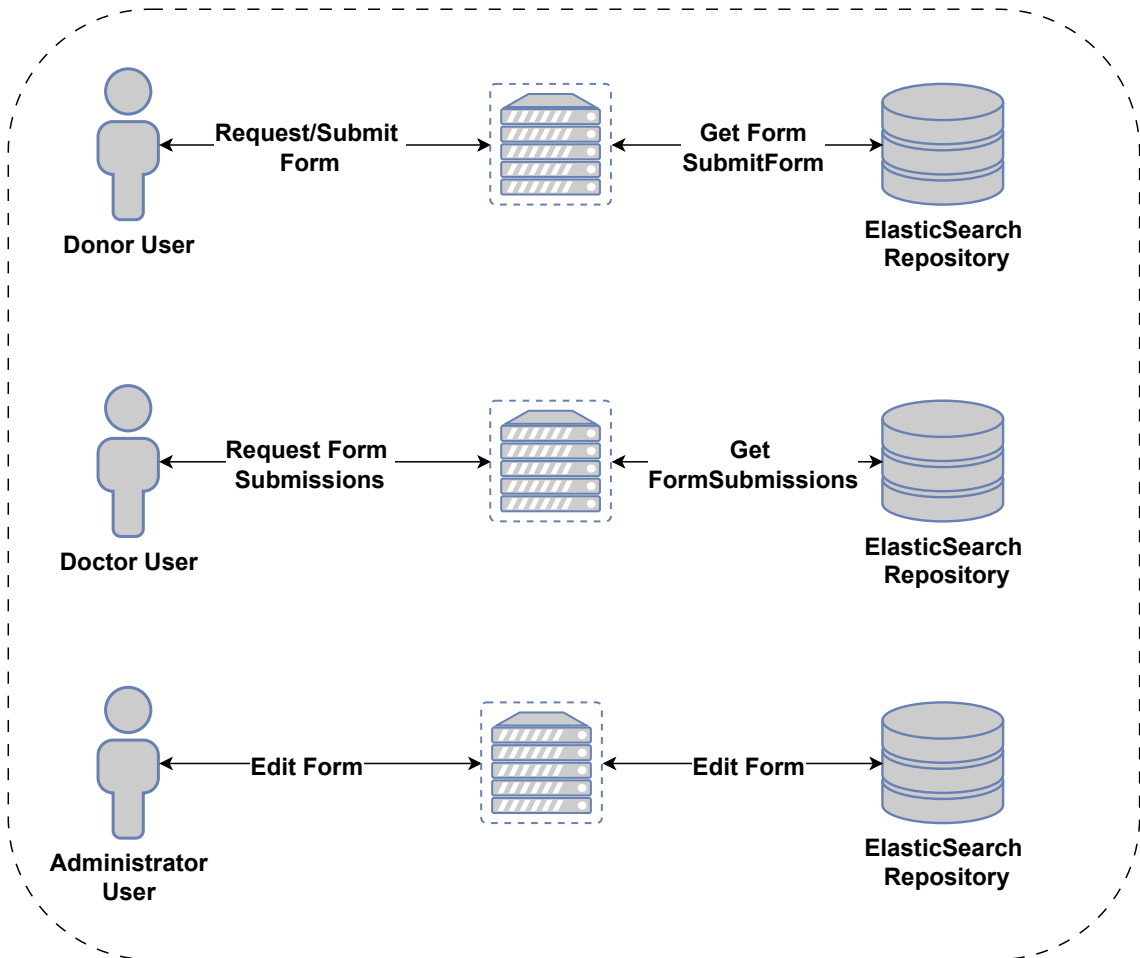 Request/Submit
Form
Get Form
SubmitForm
Donor User
ElasticSearch
Repository
Request Form
Submissions
Get
FormSubmissions
Doctor User
ElasticSearch
Repository
Edit Form
Edit Form
Administrator
User
ElasticSearch
Repository